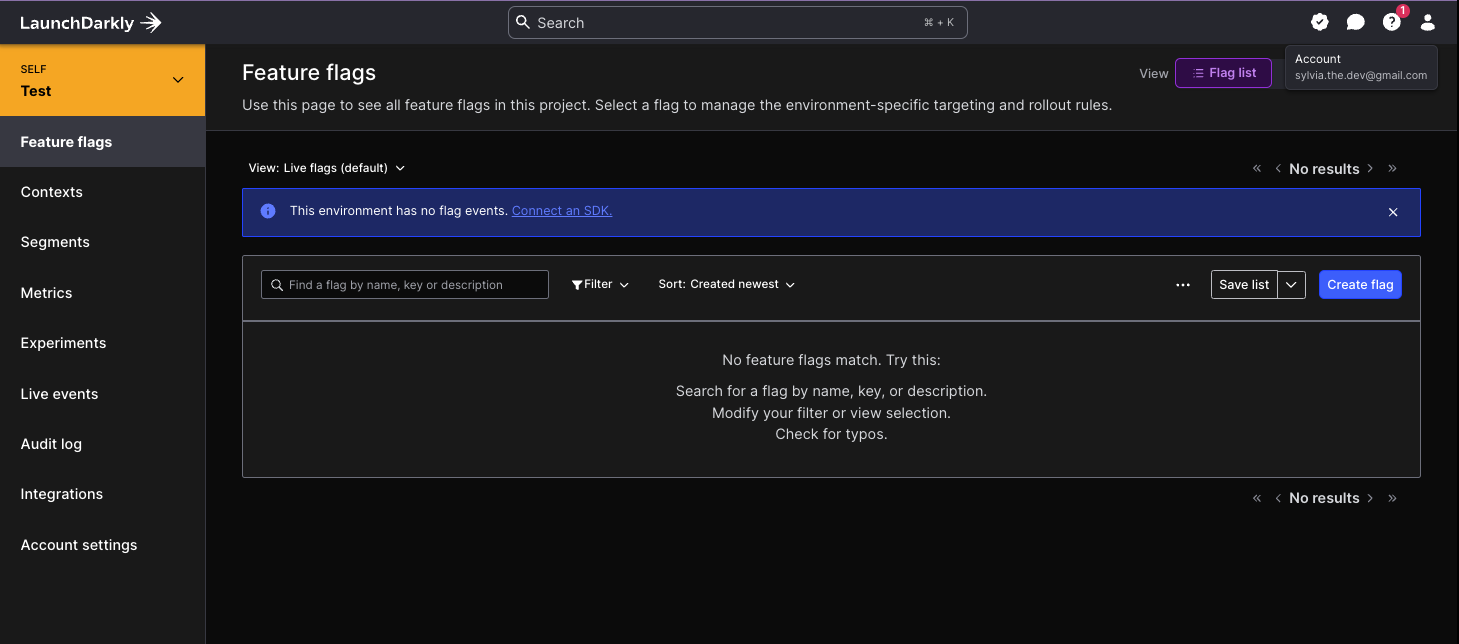 LaunchDarkly
Search
⌘ + K
?
1
SELF
Test
Feature flags
Contexts
Segments
Metrics
Experiments
Live events
Audit log
Integrations
Account settings
Feature flags
View
Flag list
Account
sylvia.the.dev@gmail.com
Use this page to see all feature flags in this project. Select a flag to manage the environment-specific targeting and rollout rules.
View: Live flags (default)
« ‹ No results › »
This environment has no flag events. Connect an SDK.
Find a flag by name, key or description
Filter
Sort: Created newest
Save list
Create flag
No feature flags match. Try this:
Search for a flag by name, key, or description.
Modify your filter or view selection.
Check for typos.
« ‹ No results › »